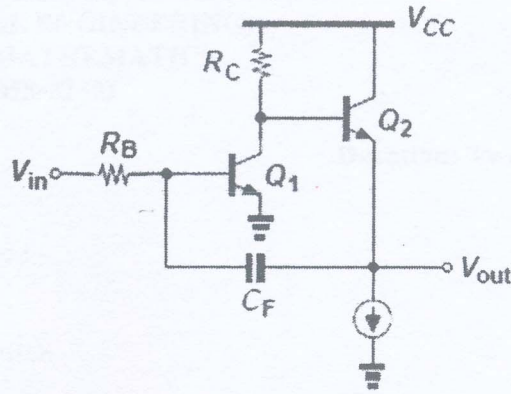 V_CC
R_C
Q_2
R_B
V_in
Q_1
V_out
C_F